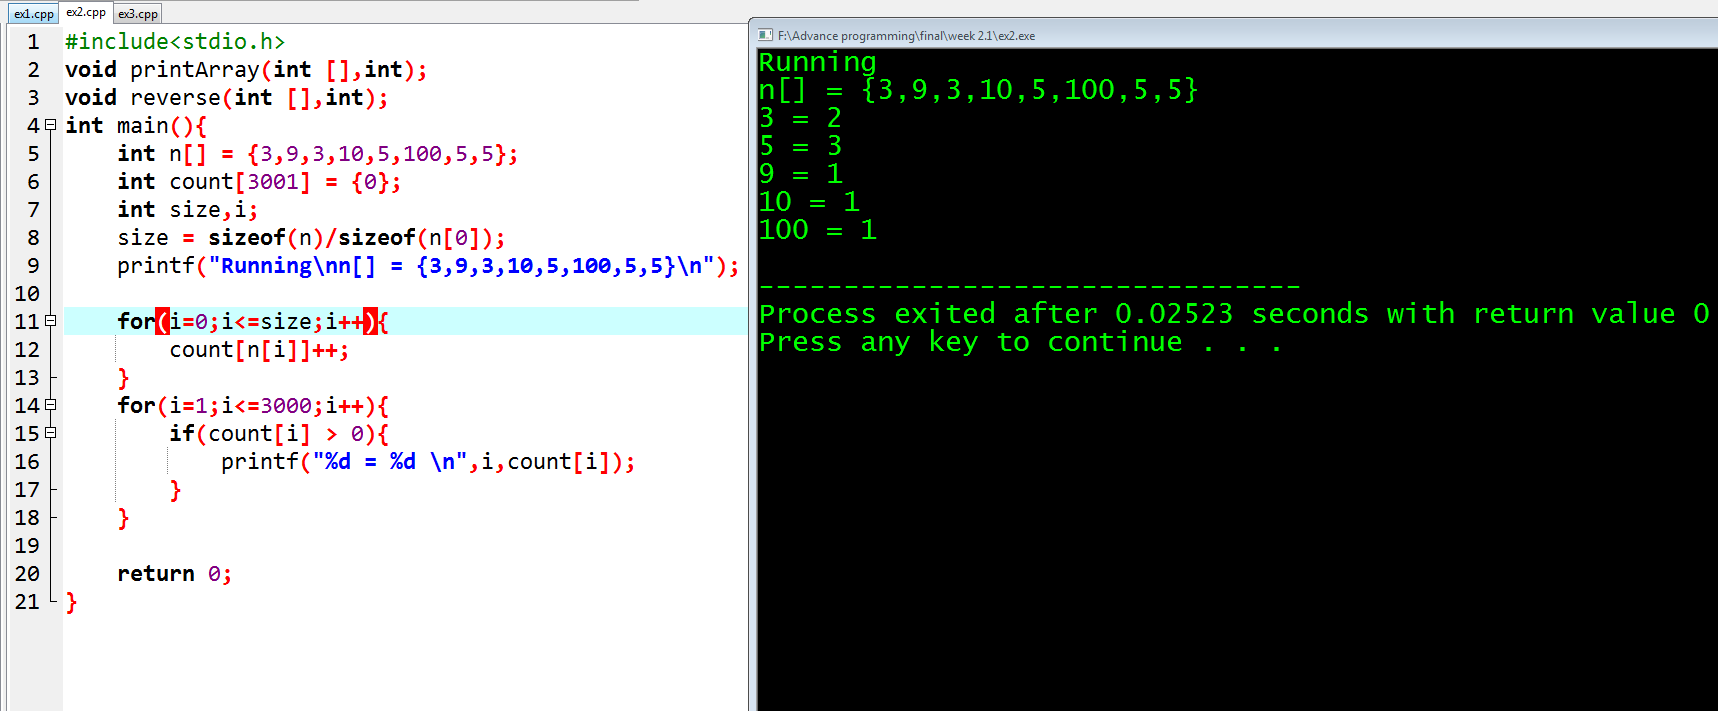 ex1.cpp ex2.cpp ex3.cpp
1 #include<stdio.h>
2 void printArray(int [],int);
3 void reverse(int [],int);
4 int main(){
5 int n[] = {3,9,3,10,5,100,5,5};
6 int count[3001] = {0};
7 int size,i;
8 size = sizeof(n)/sizeof(n[0]);
9 printf("Running\nn[] = {3,9,3,10,5,100,5,5}\n");
10
11 for(i=0;i<=size;i++){
12 count[n[i]]++;
13 }
14 for(i=1;i<=3000;i++){
15 if(count[i] > 0){
16 printf("%d = %d \n",i,count[i]);
17 }
18 }
19
20 return 0;
21 }
F:\Advance programming\final\week 2.1\ex2.exe
Running
n[] = {3,9,3,10,5,100,5,5}
3 = 2
5 = 3
9 = 1
10 = 1
100 = 1
--------------------------------
Process exited after 0.02523 seconds with return value 0
Press any key to continue . . .